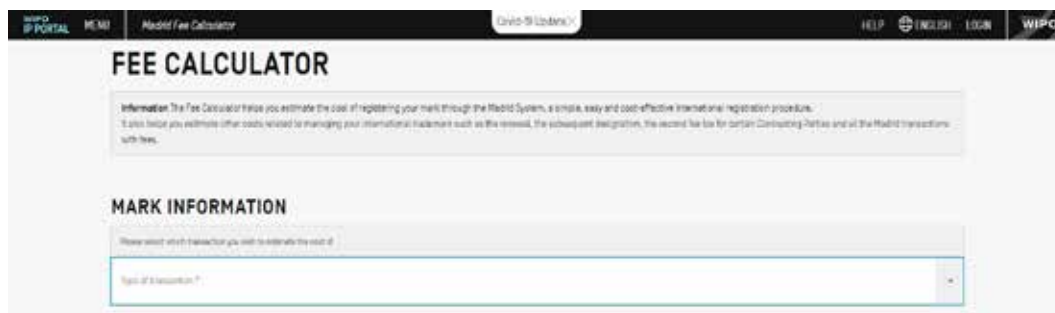 WIPO
IP PORTAL MENU Madrid Fee Calculator Covid-19 Update HELP ENGLISH LOGIN WIPO
FEE CALCULATOR
Information The Fee Calculator helps you estimate the cost of registering your mark through the Madrid System, a simple, easy and cost-effective international registration procedure.
It also helps you estimate other costs related to managing your international trademark such as the renewal, the subsequent designation, the second fee for certain Contracting Parties and all the Madrid transactions
with fees.
MARK INFORMATION
Please select which transaction you wish to estimate the cost of
Type of transaction *